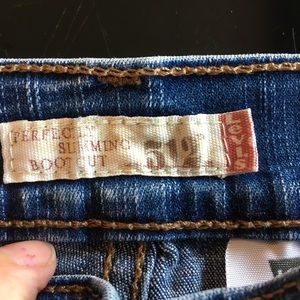 PERFECTLY
SLIMMING
BOOT CUT
512
LEVI'S